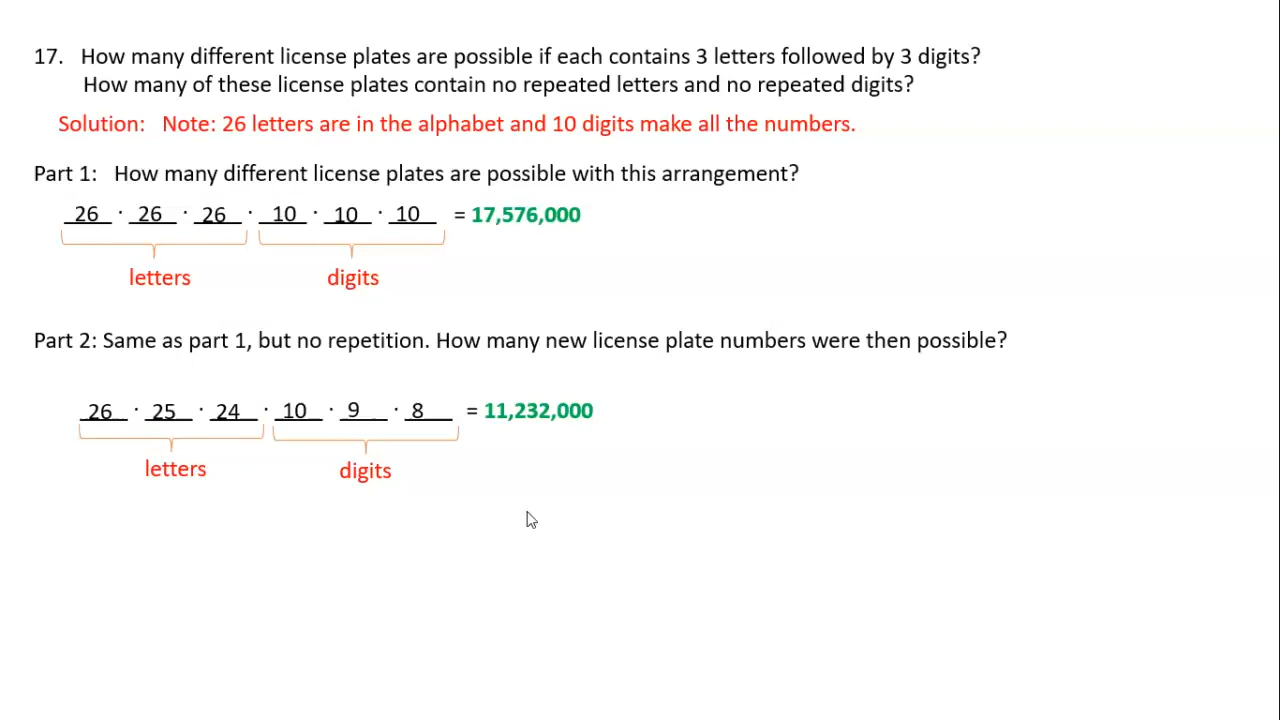 17. How many different license plates are possible if each contains 3 letters followed by 3 digits?
How many of these license plates contain no repeated letters and no repeated digits?
Solution: Note: 26 letters are in the alphabet and 10 digits make all the numbers.
Part 1: How many different license plates are possible with this arrangement?
26 · 26 · 26 · 10 · 10 · 10 = 17,576,000
letters digits
Part 2: Same as part 1, but no repetition. How many new license plate numbers were then possible?
26 · 25 · 24 · 10 · 9 · 8 = 11,232,000
letters digits